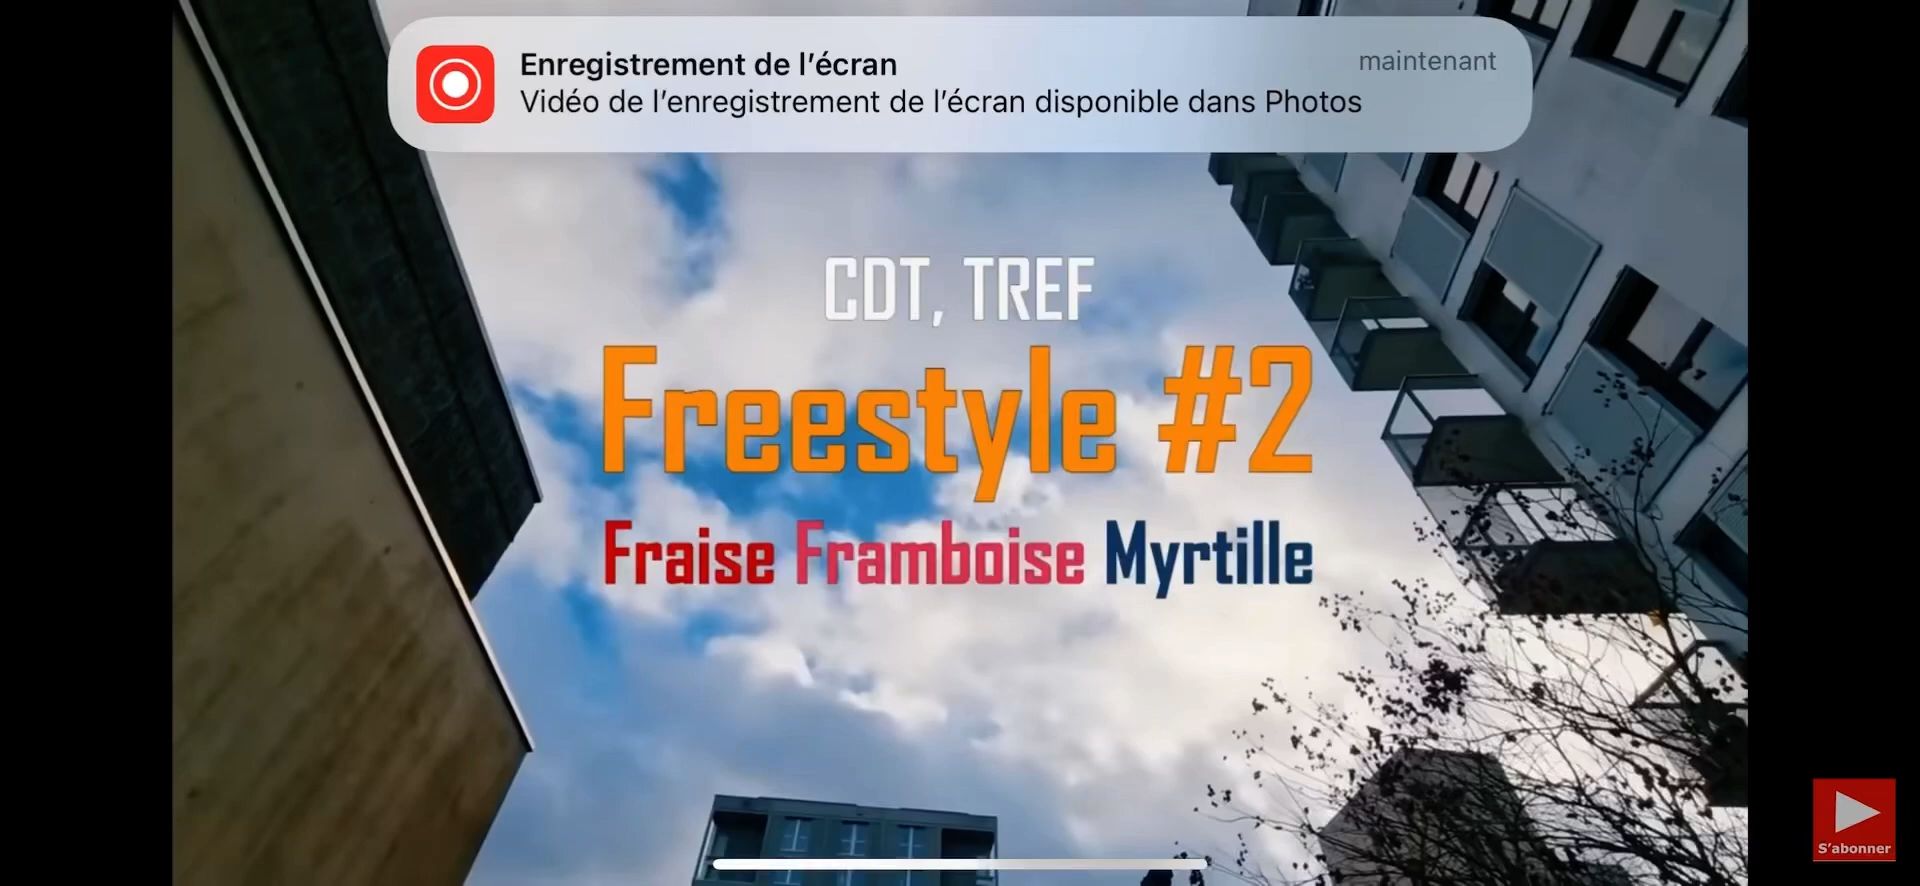 Enregistrement de l'écran
maintenant
Vidéo de l'enregistrement de l'écran disponible dans Photos
CDT, TREF
Freestyle #2
Fraise Framboise Myrtille
S'abonner